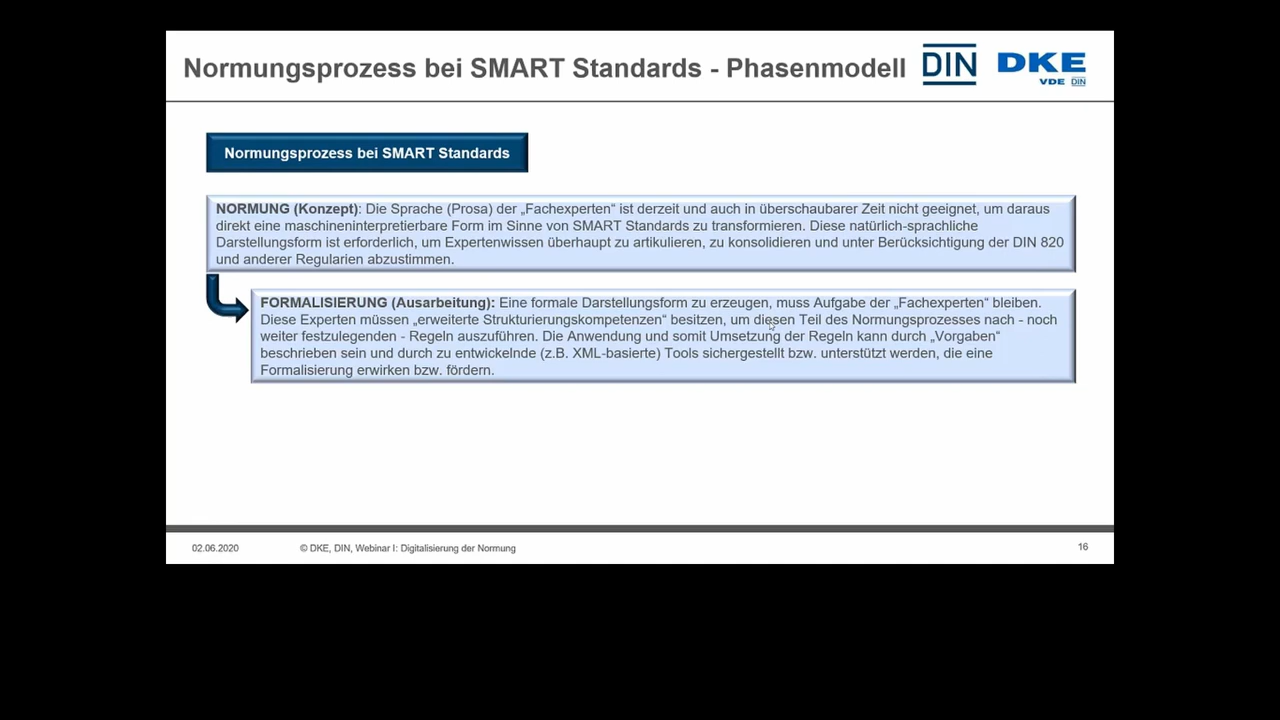 Normungsprozess bei SMART Standards - Phasenmodell
DIN
DKE
VDE DIN
Normungsprozess bei SMART Standards
NORMUNG (Konzept): Die Sprache (Prosa) der „Fachexperten“ ist derzeit und auch in überschaubarer Zeit nicht geeignet, um daraus
direkt eine maschineninterpretierbare Form im Sinne von SMART Standards zu transformieren. Diese natürlich-sprachliche
Darstellungsform ist erforderlich, um Expertenwissen überhaupt zu artikulieren, zu konsolidieren und unter Berücksichtigung der DIN 820
und anderer Regularien abzustimmen.
FORMALISIERUNG (Ausarbeitung): Eine formale Darstellungsform zu erzeugen, muss Aufgabe der „Fachexperten“ bleiben.
Diese Experten müssen „erweiterte Strukturierungskompetenzen“ besitzen, um diesen Teil des Normungsprozesses nach - noch
weiter festzulegenden - Regeln auszuführen. Die Anwendung und somit Umsetzung der Regeln kann durch „Vorgaben“
beschrieben sein und durch zu entwickelnde (z.B. XML-basierte) Tools sichergestellt bzw. unterstützt werden, die eine
Formalisierung erwirken bzw. fördern.
02.06.2020
© DKE, DIN, Webinar I: Digitalisierung der Normung
16